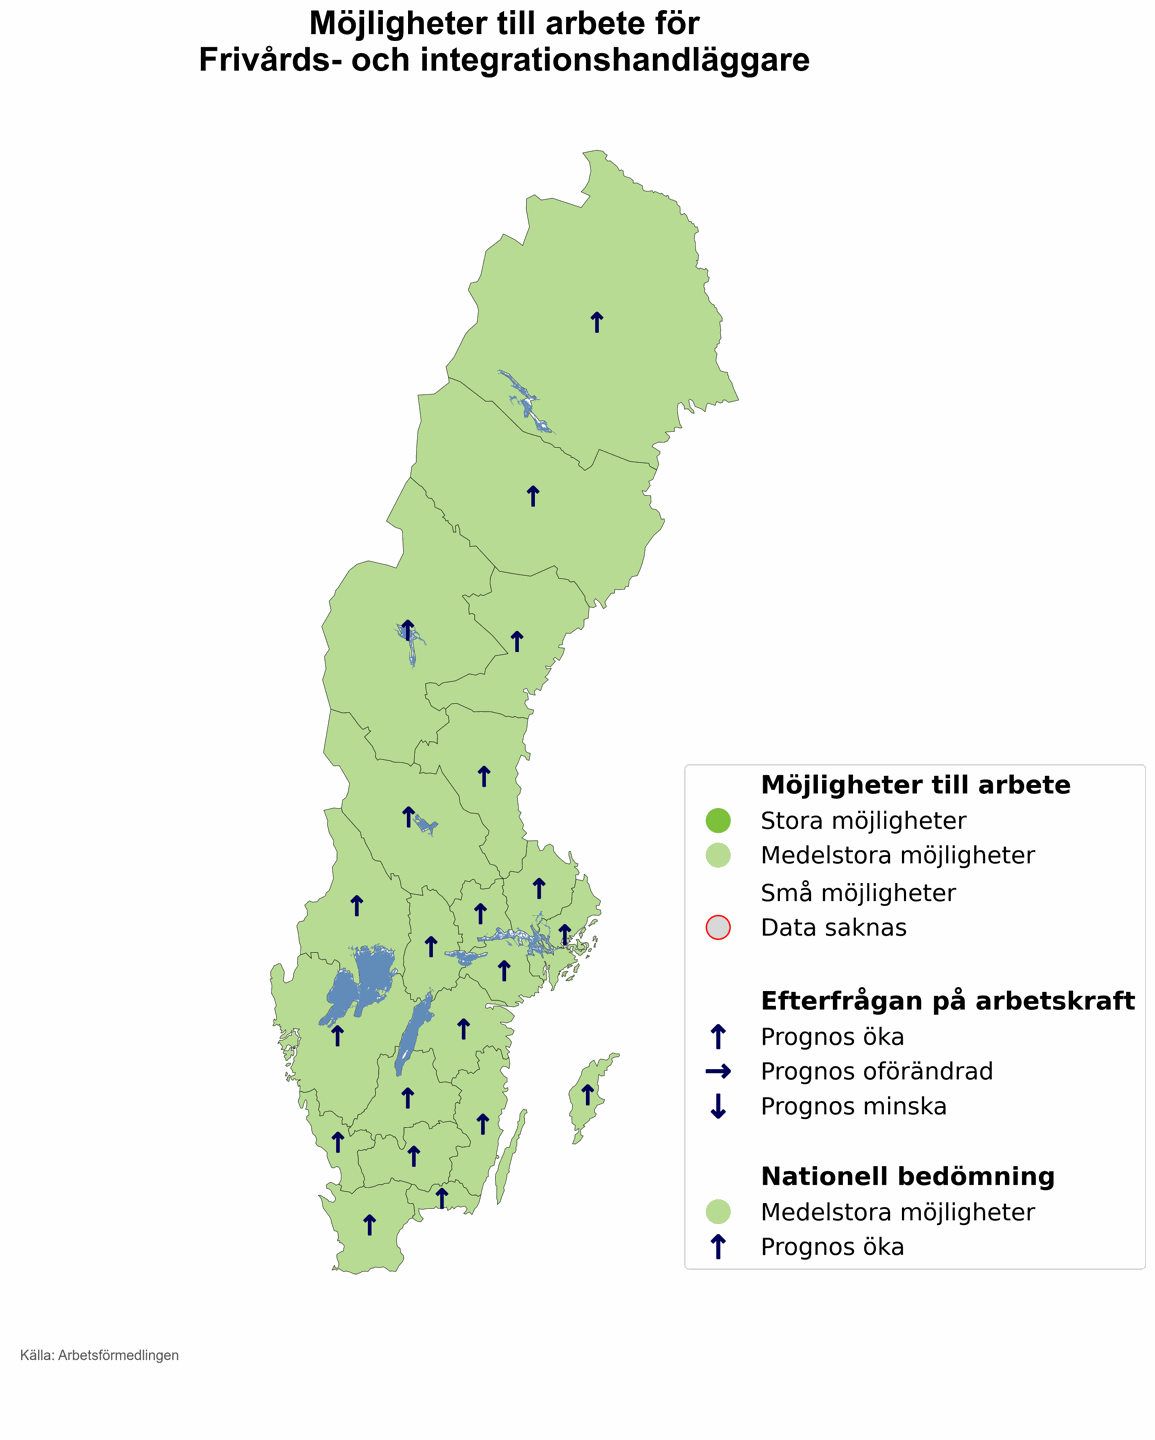 Möjligheter till arbete för
Frivårds- och integrationshandläggare
Möjligheter till arbete
Stora möjligheter
Medelstora möjligheter
Små möjligheter
Data saknas
Efterfrågan på arbetskraft
Prognos öka
Prognos oförändrad
Prognos minska
Nationell bedömning
Medelstora möjligheter
Prognos öka
Källa: Arbetsförmedlingen